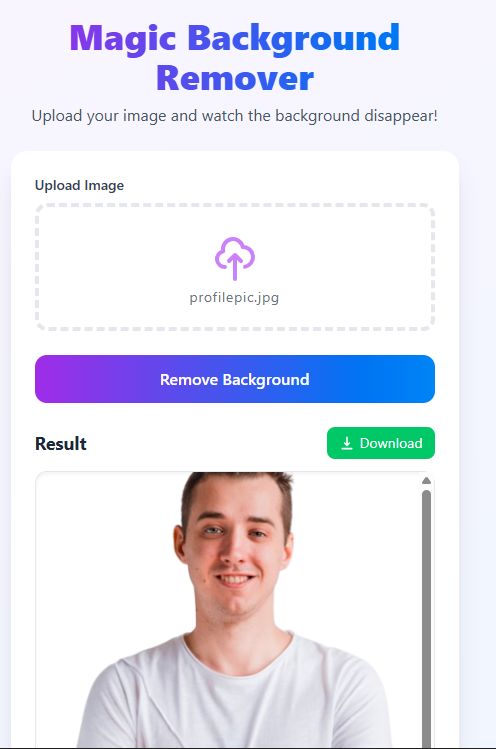 Magic Background
Remover
Upload your image and watch the background disappear!
Upload Image
profilepic.jpg
Remove Background
Result
Download